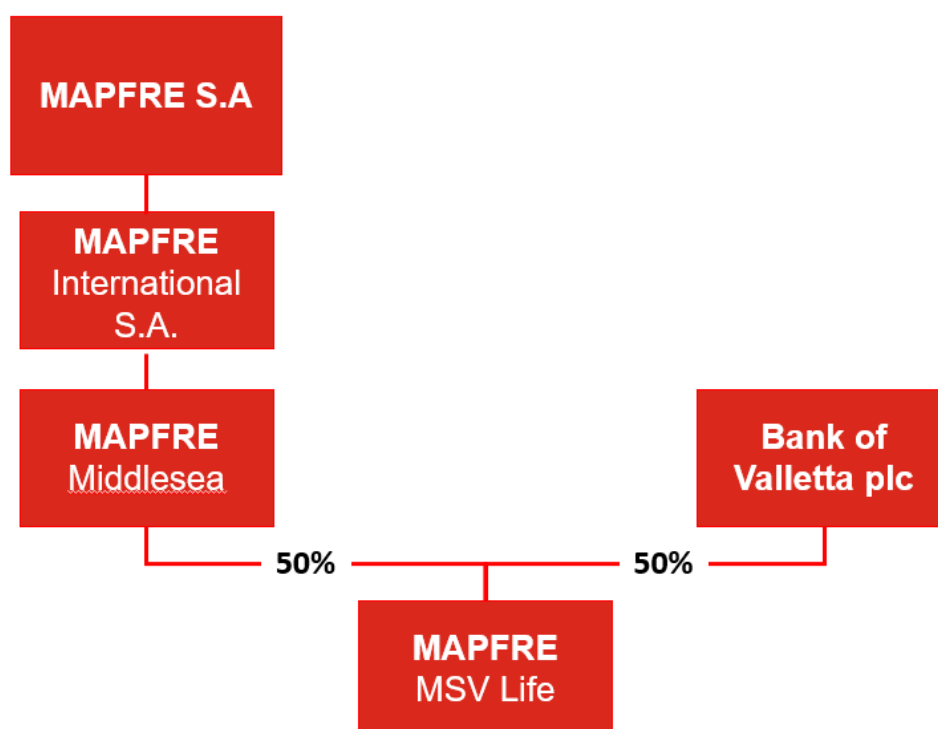 MAPFRE S.A
MAPFRE
International
S.A.
MAPFRE
Middlesea
Bank of
Valletta plc
50%
50%
MAPFRE
MSV Life